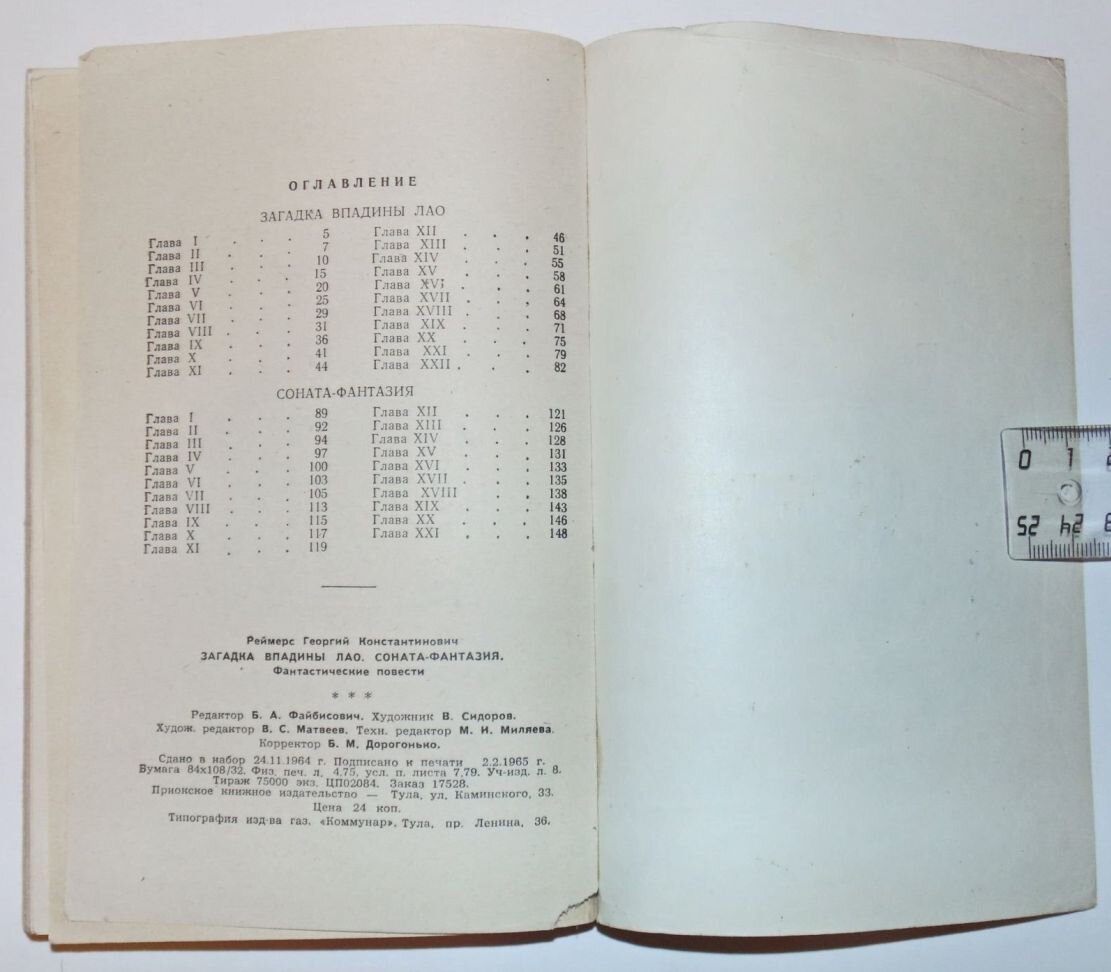 ОГЛАВЛЕНИЕ
ЗАГАДКА ВПАДИНЫ ЛАО
Глава I . . . 5
Глава II . . . 7
Глава III . . . 10
Глава IV . . . 15
Глава V . . . 20
Глава VI . . . 25
Глава VII . . . 29
Глава VIII . . . 31
Глава IX . . . 36
Глава X . . . 41
Глава XI . . . 44
Глава XII . . . 46
Глава XIII . . . 51
Глава XIV . . . 55
Глава XV . . . 58
Глава XVI . . . 61
Глава XVII . . . 64
Глава XVIII . . . 68
Глава XIX . . . 71
Глава XX . . . 75
Глава XXI . . . 79
Глава XXII . . . 82
СОНАТА-ФАНТАЗИЯ
Глава I . . . 89
Глава II . . . 92
Глава III . . . 94
Глава IV . . . 97
Глава V . . . 100
Глава VI . . . 103
Глава VII . . . 105
Глава VIII . . . 113
Глава IX . . . 115
Глава X . . . 117
Глава XI . . . 119
Глава XII . . . 121
Глава XIII . . . 126
Глава XIV . . . 128
Глава XV . . . 131
Глава XVI . . . 133
Глава XVII . . . 135
Глава XVIII . . 138
Глава XIX . . . 143
Глава XX . . . 146
Глава XXI . . . 148
Реймерс Георгий Константинович
ЗАГАДКА ВПАДИНЫ ЛАО. СОНАТА-ФАНТАЗИЯ.
Фантастические повести
* * *
Редактор Б. А. Файбисович. Художник В. Сидоров.
Худож. редактор В. С. Матвеев. Техн. редактор М. И. Миляева.
Корректор Б. М. Дорогонько.
Сдано в набор 24.11.1964 г. Подписано к печати 2.2.1965 г.
Бумага 84х108/32. Физ. печ. л. 4,75, усл. п. листа 7,79. Уч-изд. л. 8.
Тираж 75000 экз. ЦП02084. Заказ 17528.
Приокское книжное издательство — Тула, ул. Каминского, 33.
Цена 24 коп.
Типография изд-ва газ. «Коммунар», Тула, пр. Ленина, 36.
0 1 2
25 24 3